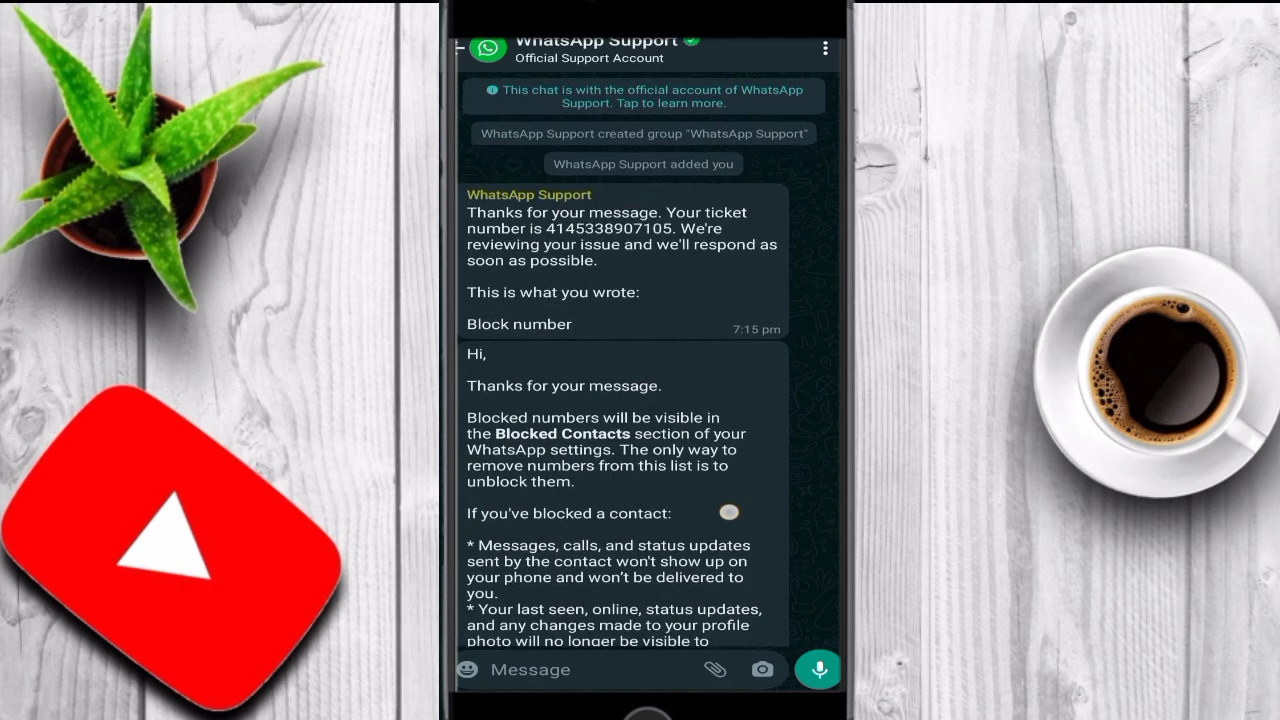 WhatsApp Support
Official Support Account
This chat is with the official account of WhatsApp
Support. Tap to learn more.
WhatsApp Support created group "WhatsApp Support"
WhatsApp Support added you
WhatsApp Support
Thanks for your message. Your ticket
number is 4145338907105. We're
reviewing your issue and we'll respond as
soon as possible.
This is what you wrote:
Block number
7:15 pm
Hi,
Thanks for your message.
Blocked numbers will be visible in
the Blocked Contacts section of your
WhatsApp settings. The only way to
remove numbers from this list is to
unblock them.
If you've blocked a contact:
* Messages, calls, and status updates
sent by the contact won't show up on
your phone and won’t be delivered to
you.
* Your last seen, online, status updates,
and any changes made to your profile
photo will no longer be visible to
Message